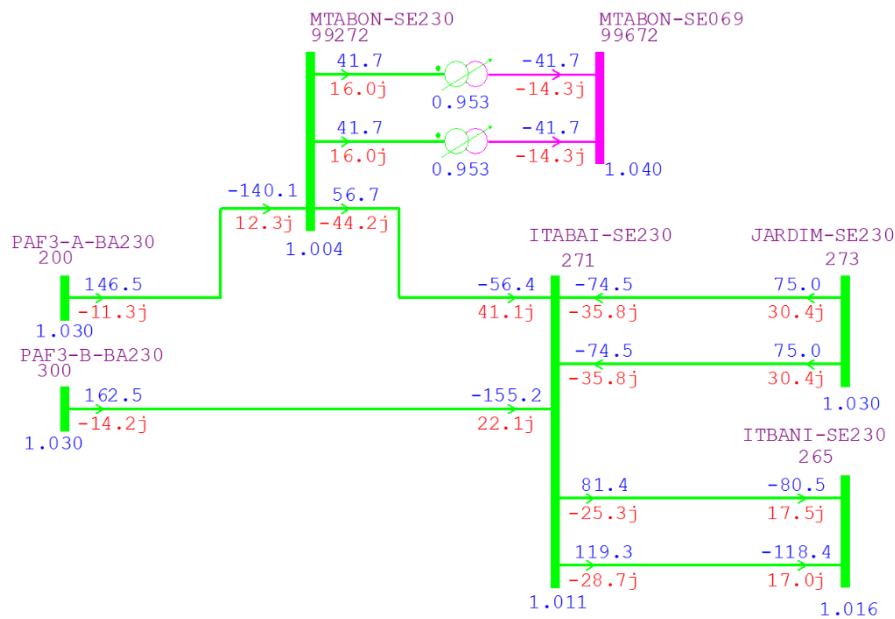 MTABON-SE230 MTABON-SE069
99272 99672
41.7 -41.7
16.0j -14.3j
0.953
41.7 -41.7
16.0j -14.3j
0.953
1.040
-140.1 56.7
12.3j -44.2j
1.004
PAF3-A-BA230 ITABAI-SE230 JARDIM-SE230
200 271 273
146.5 -56.4 -74.5 75.0
-11.3j 41.1j -35.8j 30.4j
1.030
PAF3-B-BA230 -74.5 75.0
300 -35.8j 30.4j
162.5 -155.2 1.030
-14.2j 22.1j
1.030
ITBANI-SE230
265
81.4 -80.5
-25.3j 17.5j
119.3 -118.4
-28.7j 17.0j
1.011 1.016